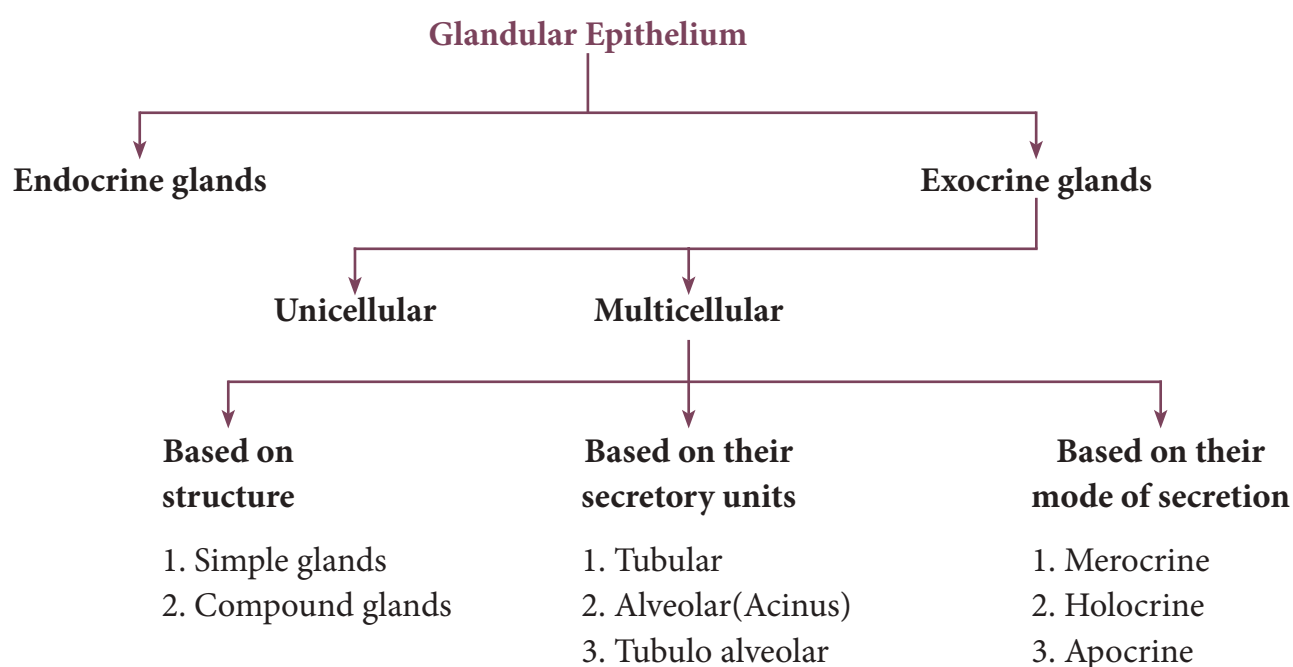 Glandular Epithelium
Endocrine glands
Exocrine glands
Unicellular
Multicellular
Based on
structure
1. Simple glands
2. Compound glands
Based on their
secretory units
1. Tubular
2. Alveolar(Acinus)
3. Tubulo alveolar
Based on their
mode of secretion
1. Merocrine
2. Holocrine
3. Apocrine